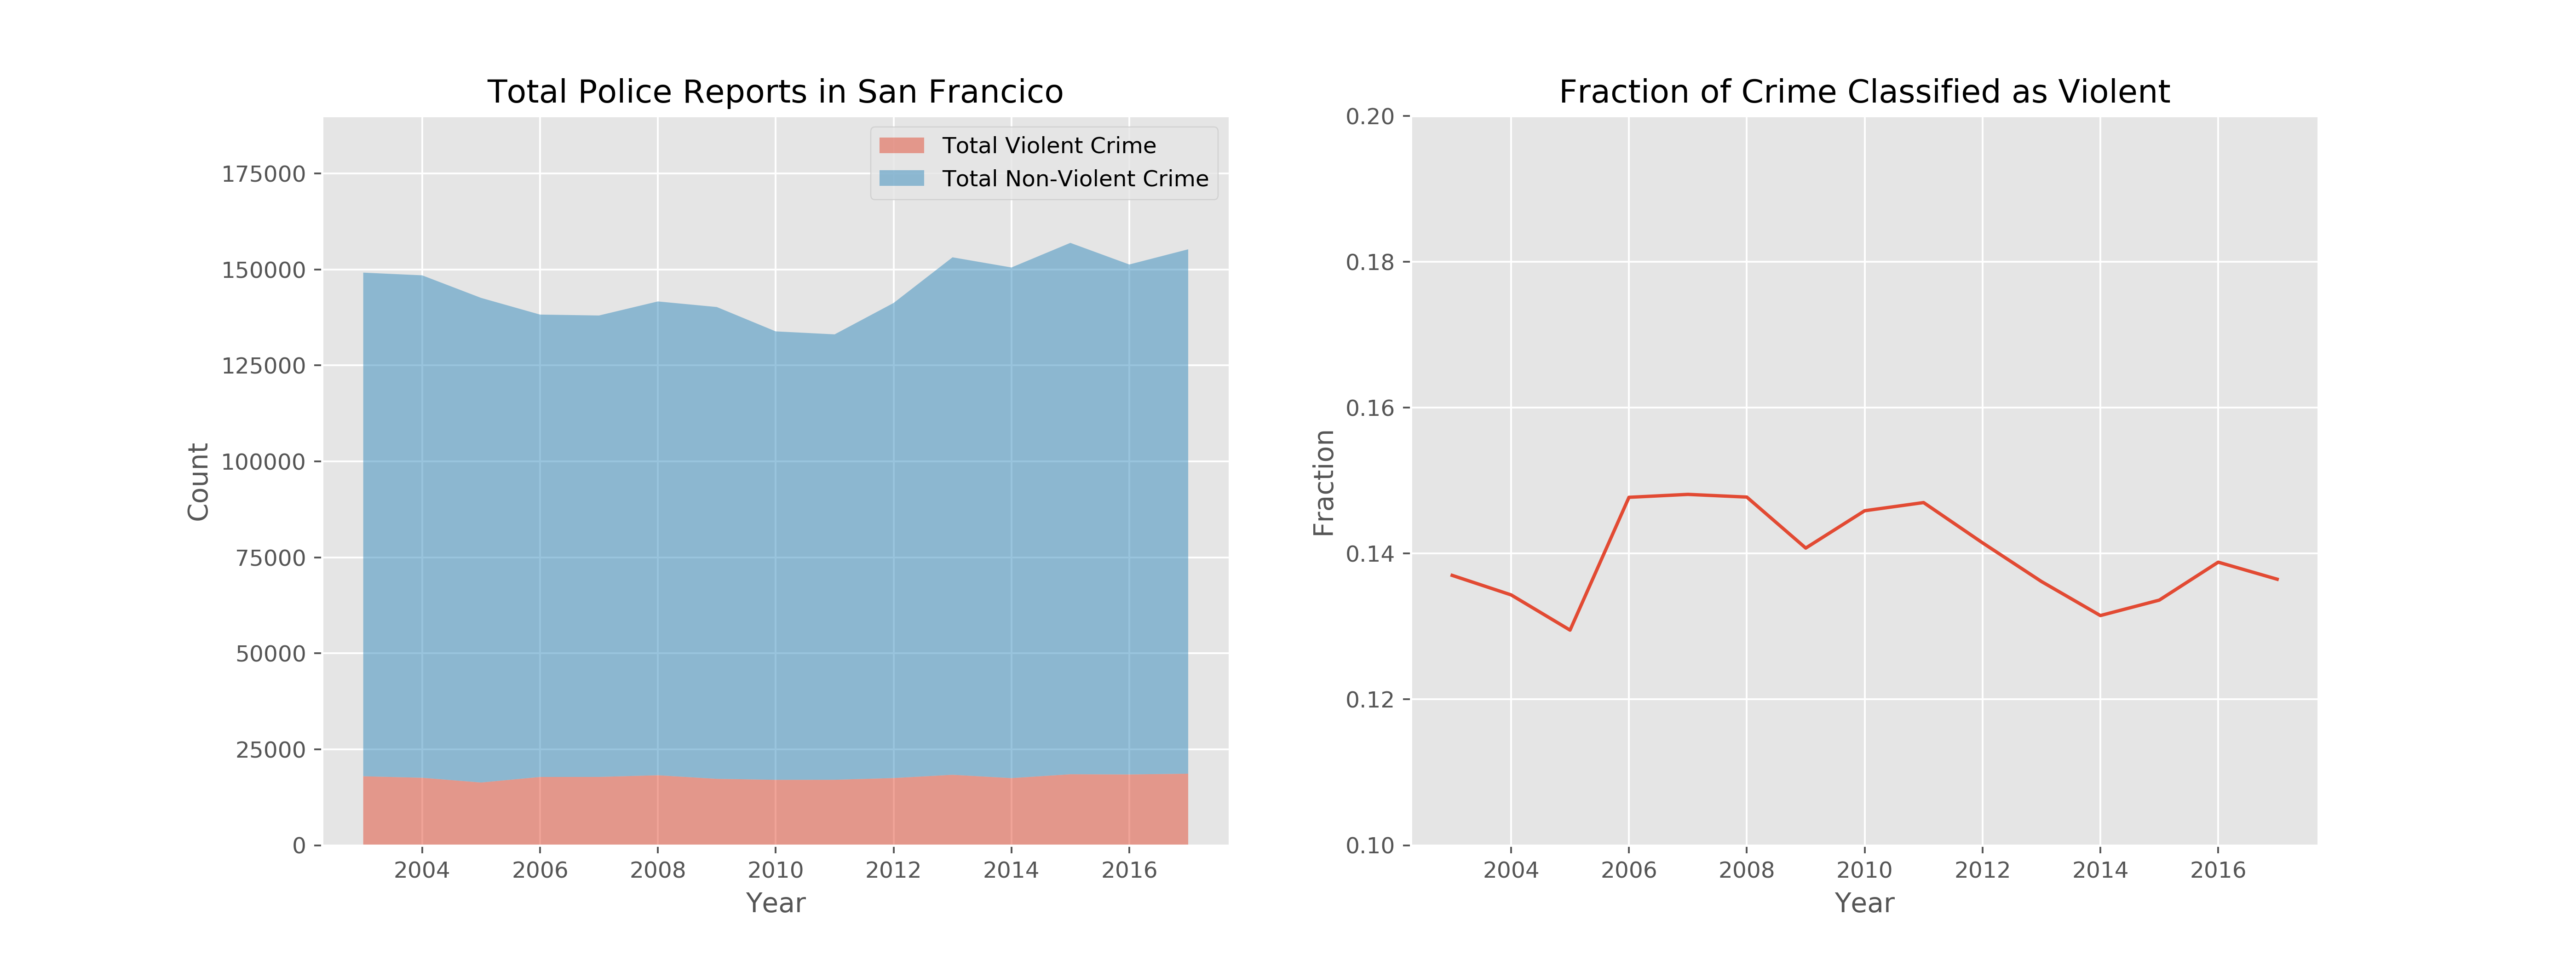 Total Police Reports in San Francico
Total Violent Crime
Total Non-Violent Crime
175000
150000
125000
100000
75000
50000
25000
0
Count
2004 2006 2008 2010 2012 2014 2016
Year
Fraction of Crime Classified as Violent
0.20
0.18
0.16
0.14
0.12
0.10
Fraction
2004 2006 2008 2010 2012 2014 2016
Year